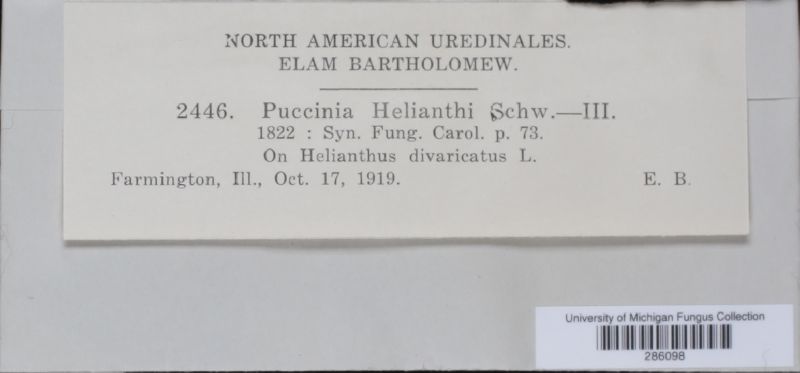 NORTH AMERICAN UREDINALES.
ELAM BARTHOLOMEW.
2446. Puccinia Helianthi Schw.—III.
1822 : Syn. Fung. Carol. p. 73.
On Helianthus divaricatus L.
Farmington, Ill., Oct. 17, 1919. E. B.
University of Michigan Fungus Collection
286098